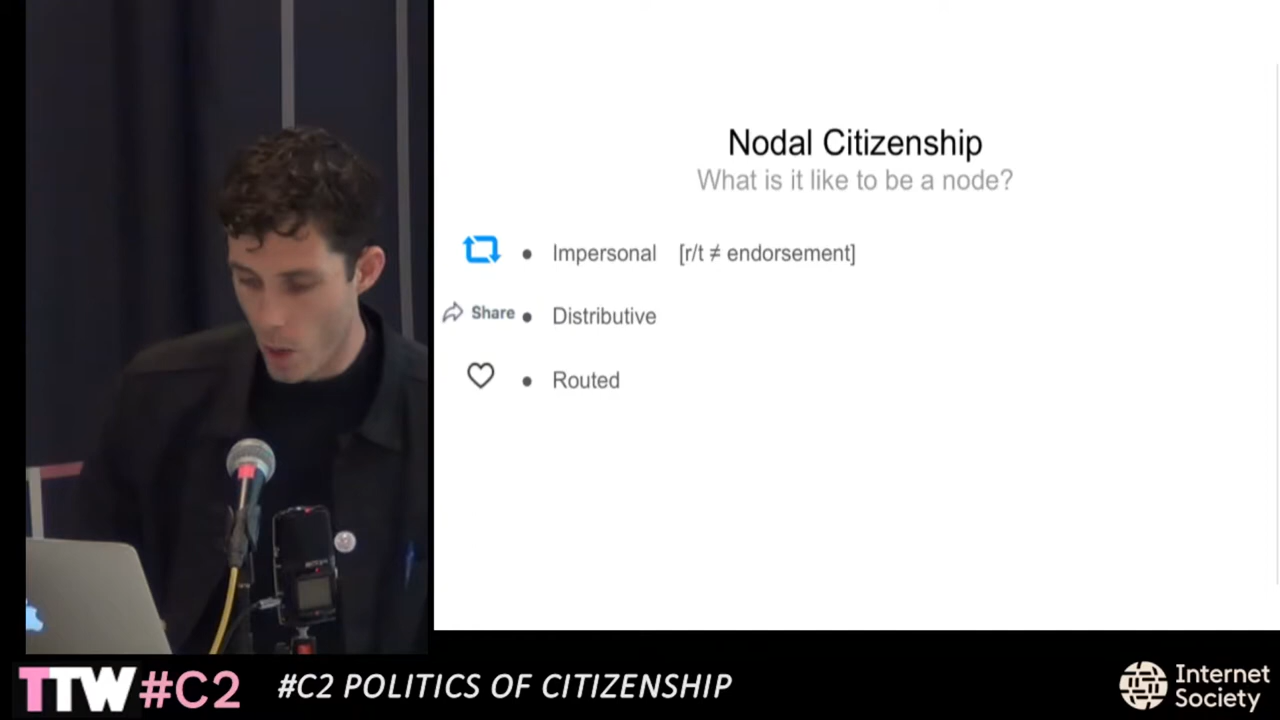 Nodal Citizenship
What is it like to be a node?
• Impersonal [r/t ≠ endorsement]
Share • Distributive
• Routed
TTW#C2
#C2 POLITICS OF CITIZENSHIP
Internet
Society